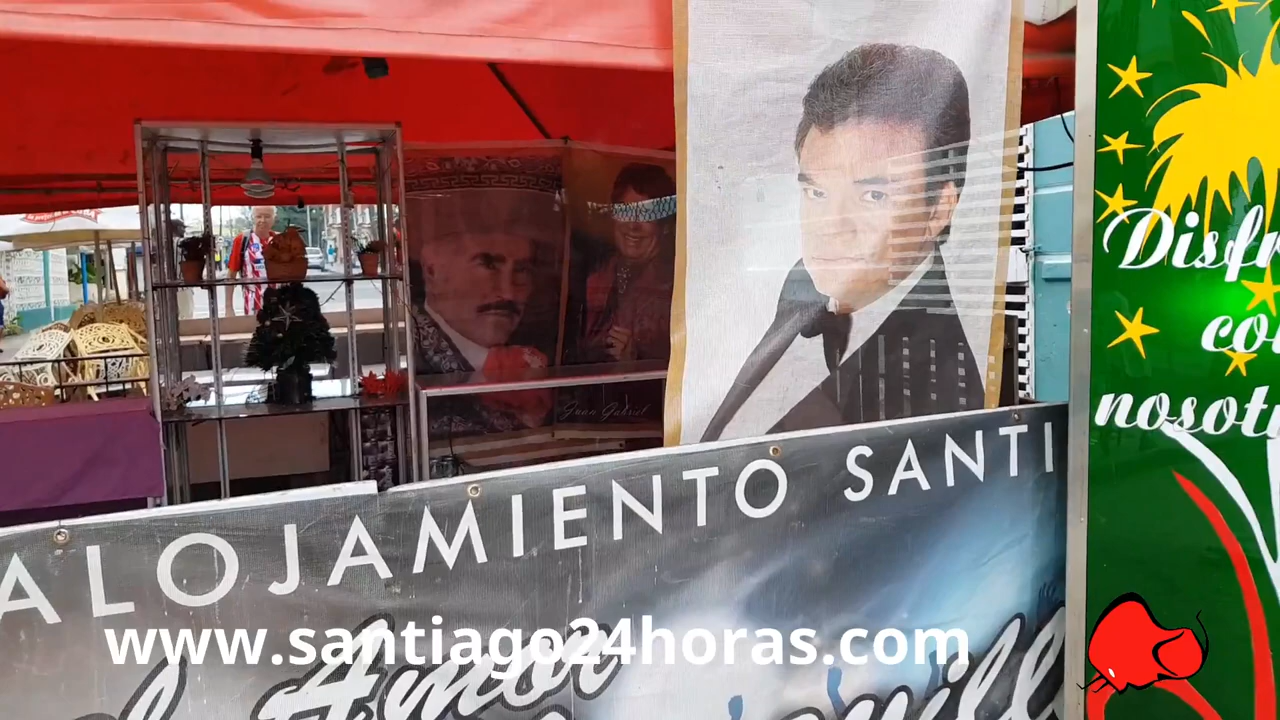 Juan Gabriel
Disfr
co
nosot
ALOJAMIENTO SANTI
www.santiago24horas.com
Amor